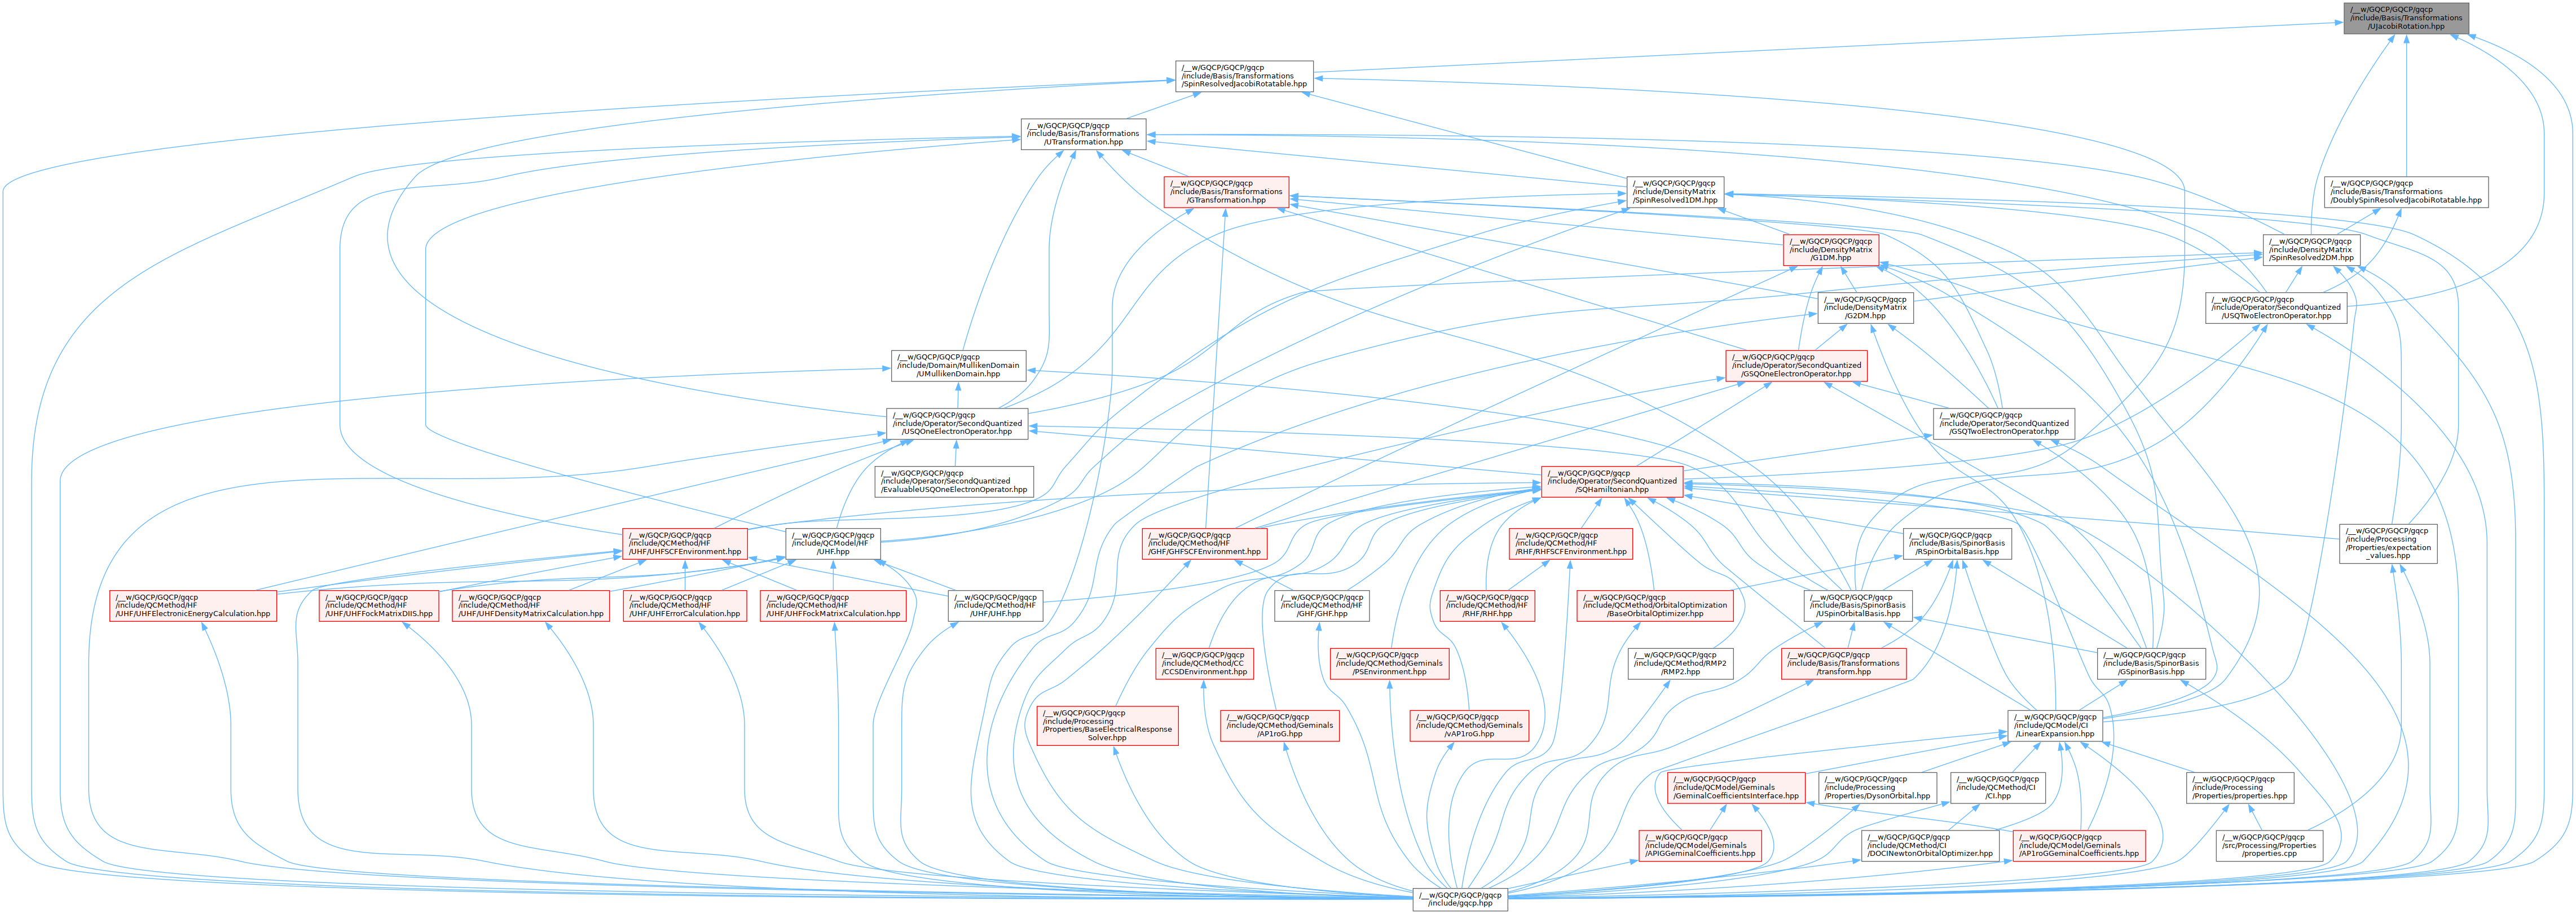 /__w/GQCP/GQCP/gqcp
/include/Basis/Transformations
/UJacobiRotation.hpp
/__w/GQCP/GQCP/gqcp
/include/Basis/Transformations
/SpinResolvedJacobiRotatable.hpp
/__w/GQCP/GQCP/gqcp
/include/Basis/Transformations
/UTransformation.hpp
/__w/GQCP/GQCP/gqcp
/include/Basis/Transformations
/GTransformation.hpp
/__w/GQCP/GQCP/gqcp
/include/DensityMatrix
/SpinResolved1DM.hpp
/__w/GQCP/GQCP/gqcp
/include/Basis/Transformations
/DoublySpinResolvedJacobiRotatable.hpp
/__w/GQCP/GQCP/gqcp
/include/DensityMatrix
/G1DM.hpp
/__w/GQCP/GQCP/gqcp
/include/DensityMatrix
/SpinResolved2DM.hpp
/__w/GQCP/GQCP/gqcp
/include/DensityMatrix
/G2DM.hpp
/__w/GQCP/GQCP/gqcp
/include/Operator/SecondQuantized
/USQTwoElectronOperator.hpp
/__w/GQCP/GQCP/gqcp
/include/Domain/MullikenDomain
/UMullikenDomain.hpp
/__w/GQCP/GQCP/gqcp
/include/Operator/SecondQuantized
/GSQOneElectronOperator.hpp
/__w/GQCP/GQCP/gqcp
/include/Operator/SecondQuantized
/USQOneElectronOperator.hpp
/__w/GQCP/GQCP/gqcp
/include/Operator/SecondQuantized
/GSQTwoElectronOperator.hpp
/__w/GQCP/GQCP/gqcp
/include/Operator/SecondQuantized
/EvaluableUSQOneElectronOperator.hpp
/__w/GQCP/GQCP/gqcp
/include/Operator/SecondQuantized
/SQHamiltonian.hpp
/__w/GQCP/GQCP/gqcp
/include/QCMethod/HF
/UHF/UHFSCFEnvironment.hpp
/__w/GQCP/GQCP/gqcp
/include/QCModel/HF
/UHF.hpp
/__w/GQCP/GQCP/gqcp
/include/QCMethod/HF
/GHF/GHFSCFEnvironment.hpp
/__w/GQCP/GQCP/gqcp
/include/QCMethod/HF
/RHF/RHFSCFEnvironment.hpp
/__w/GQCP/GQCP/gqcp
/include/Basis/SpinorBasis
/RSpinOrbitalBasis.hpp
/__w/GQCP/GQCP/gqcp
/include/Processing
/Properties/expectation
_values.hpp
/__w/GQCP/GQCP/gqcp
/include/QCMethod/HF
/UHF/UHFElectronicEnergyCalculation.hpp
/__w/GQCP/GQCP/gqcp
/include/QCMethod/HF
/UHF/UHFFockMatrixDIIS.hpp
/__w/GQCP/GQCP/gqcp
/include/QCMethod/HF
/UHF/UHFDensityMatrixCalculation.hpp
/__w/GQCP/GQCP/gqcp
/include/QCMethod/HF
/UHF/UHFErrorCalculation.hpp
/__w/GQCP/GQCP/gqcp
/include/QCMethod/HF
/UHF/UHFFockMatrixCalculation.hpp
/__w/GQCP/GQCP/gqcp
/include/QCMethod/HF
/UHF/UHF.hpp
/__w/GQCP/GQCP/gqcp
/include/QCMethod/HF
/GHF/GHF.hpp
/__w/GQCP/GQCP/gqcp
/include/QCMethod/HF
/RHF/RHF.hpp
/__w/GQCP/GQCP/gqcp
/include/QCMethod/OrbitalOptimization
/BaseOrbitalOptimizer.hpp
/__w/GQCP/GQCP/gqcp
/include/Basis/SpinorBasis
/USpinOrbitalBasis.hpp
/__w/GQCP/GQCP/gqcp
/include/QCMethod/CC
/CCSDEnvironment.hpp
/__w/GQCP/GQCP/gqcp
/include/QCMethod/Geminals
/PSEnvironment.hpp
/__w/GQCP/GQCP/gqcp
/include/QCMethod/RMP2
/RMP2.hpp
/__w/GQCP/GQCP/gqcp
/include/Basis/Transformations
/transform.hpp
/__w/GQCP/GQCP/gqcp
/include/Basis/SpinorBasis
/GSpinorBasis.hpp
/__w/GQCP/GQCP/gqcp
/include/Processing
/Properties/BaseElectricalResponse
Solver.hpp
/__w/GQCP/GQCP/gqcp
/include/QCMethod/Geminals
/AP1roG.hpp
/__w/GQCP/GQCP/gqcp
/include/QCMethod/Geminals
/vAP1roG.hpp
/__w/GQCP/GQCP/gqcp
/include/QCModel/CI
/LinearExpansion.hpp
/__w/GQCP/GQCP/gqcp
/include/QCModel/Geminals
/GeminalCoefficientsInterface.hpp
/__w/GQCP/GQCP/gqcp
/include/Processing
/Properties/DysonOrbital.hpp
/__w/GQCP/GQCP/gqcp
/include/QCMethod/CI
/CI.hpp
/__w/GQCP/GQCP/gqcp
/include/Processing
/Properties/properties.hpp
/__w/GQCP/GQCP/gqcp
/include/QCModel/Geminals
/APIGGeminalCoefficients.hpp
/__w/GQCP/GQCP/gqcp
/include/QCMethod/CI
/DOCINewtonOrbitalOptimizer.hpp
/__w/GQCP/GQCP/gqcp
/include/QCModel/Geminals
/AP1roGGeminalCoefficients.hpp
/__w/GQCP/GQCP/gqcp
/src/Processing/Properties
/properties.cpp
/__w/GQCP/GQCP/gqcp
/include/gqcp.hpp